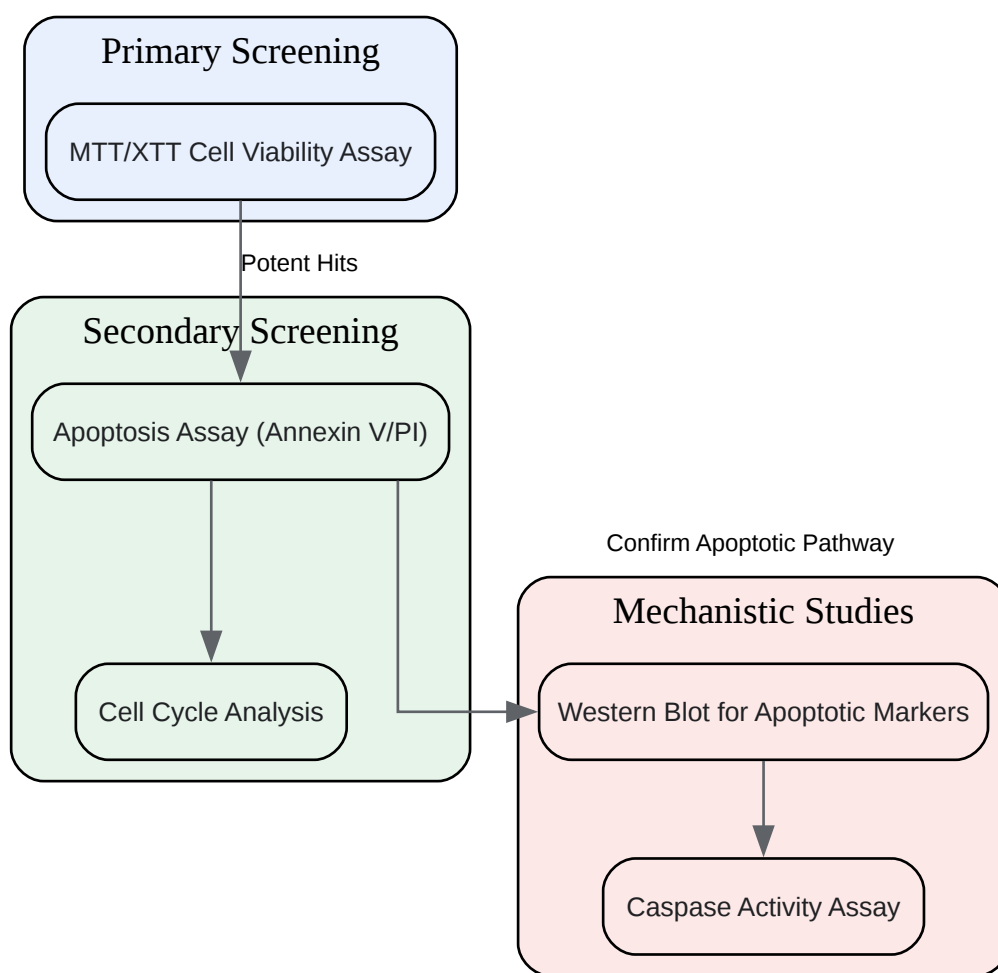 Primary Screening
MTT/XTT Cell Viability Assay
Potent Hits
Secondary Screening
Apoptosis Assay (Annexin V/PI)
Cell Cycle Analysis
Confirm Apoptotic Pathway
Mechanistic Studies
Western Blot for Apoptotic Markers
Caspase Activity Assay